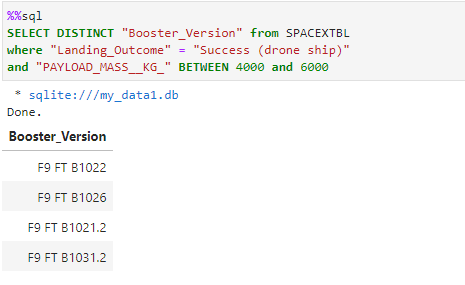 %%sql
SELECT DISTINCT "Booster_Version" from SPACEXTBL
where "Landing_Outcome" = "Success (drone ship)"
and "PAYLOAD_MASS__KG_" BETWEEN 4000 and 6000
* sqlite:///my_data1.db
Done.
Booster_Version
F9 FT B1022
F9 FT B1026
F9 FT B1021.2
F9 FT B1031.2